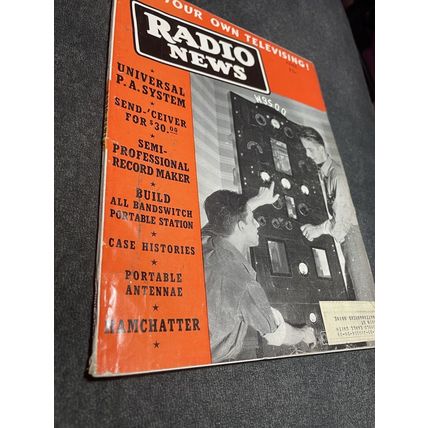 YOUR OWN TELEVISING!
RADIO
NEWS
UNIVERSAL
P. A. SYSTEM
SEND-'CEIVER
FOR $30.00
SEMI-
PROFESSIONAL
RECORD MAKER
BUILD
ALL BANDSWITCH
PORTABLE STATION
CASE HISTORIES
PORTABLE
ANTENNAE
HAMCHATTER